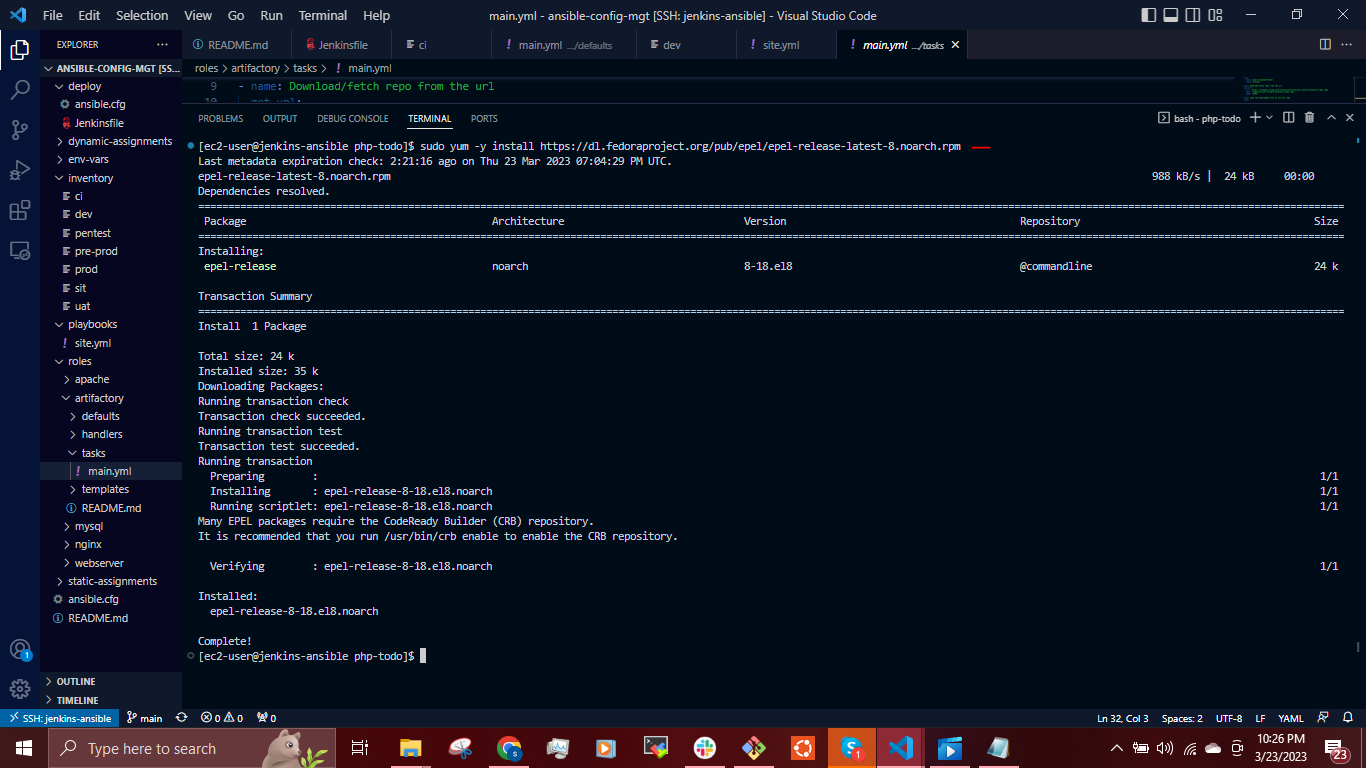 File Edit Selection View Go Run Terminal Help
main.yml - ansible-config-mgt [SSH: jenkins-ansible] - Visual Studio Code
EXPLORER
README.md
Jenkinsfile
ci
main.yml .../defaults
dev
site.yml
main.yml .../tasks
ANSIBLE-CONFIG-MGT [SS...
deploy
ansible.cfg
Jenkinsfile
dynamic-assignments
env-vars
inventory
ci
dev
pentest
pre-prod
prod
sit
uat
playbooks
site.yml
roles
apache
artifactory
defaults
handlers
tasks
main.yml
templates
README.md
mysql
nginx
webserver
static-assignments
ansible.cfg
README.md
OUTLINE
TIMELINE
roles > artifactory > tasks > ! main.yml
9 - name: Download/fetch repo from the url
10 get_url:
PROBLEMS OUTPUT DEBUG CONSOLE TERMINAL PORTS
bash - php-todo
[ec2-user@jenkins-ansible php-todo]$ sudo yum -y install https://dl.fedoraproject.org/pub/epel/epel-release-latest-8.noarch.rpm
Last metadata expiration check: 2:21:16 ago on Thu 23 Mar 2023 07:04:29 PM UTC.
epel-release-latest-8.noarch.rpm 988 kB/s | 24 kB 00:00
Dependencies resolved.
Package Architecture Version Repository Size
Installing:
epel-release noarch 8-18.el8 @commandline 24 k
Transaction Summary
Install 1 Package
Total size: 24 k
Installed size: 35 k
Downloading Packages:
Running transaction check
Transaction check succeeded.
Running transaction test
Transaction test succeeded.
Running transaction
Preparing : 1/1
Installing : epel-release-8-18.el8.noarch 1/1
Running scriptlet: epel-release-8-18.el8.noarch 1/1
Many EPEL packages require the CodeReady Builder (CRB) repository.
It is recommended that you run /usr/bin/crb enable to enable the CRB repository.
Verifying : epel-release-8-18.el8.noarch 1/1
Installed:
epel-release-8-18.el8.noarch
Complete!
[ec2-user@jenkins-ansible php-todo]$
SSH: jenkins-ansible main 0 0 0
Ln 32, Col 3 Spaces: 2 UTF-8 LF YAML
Type here to search
10:26 PM
3/23/2023
23